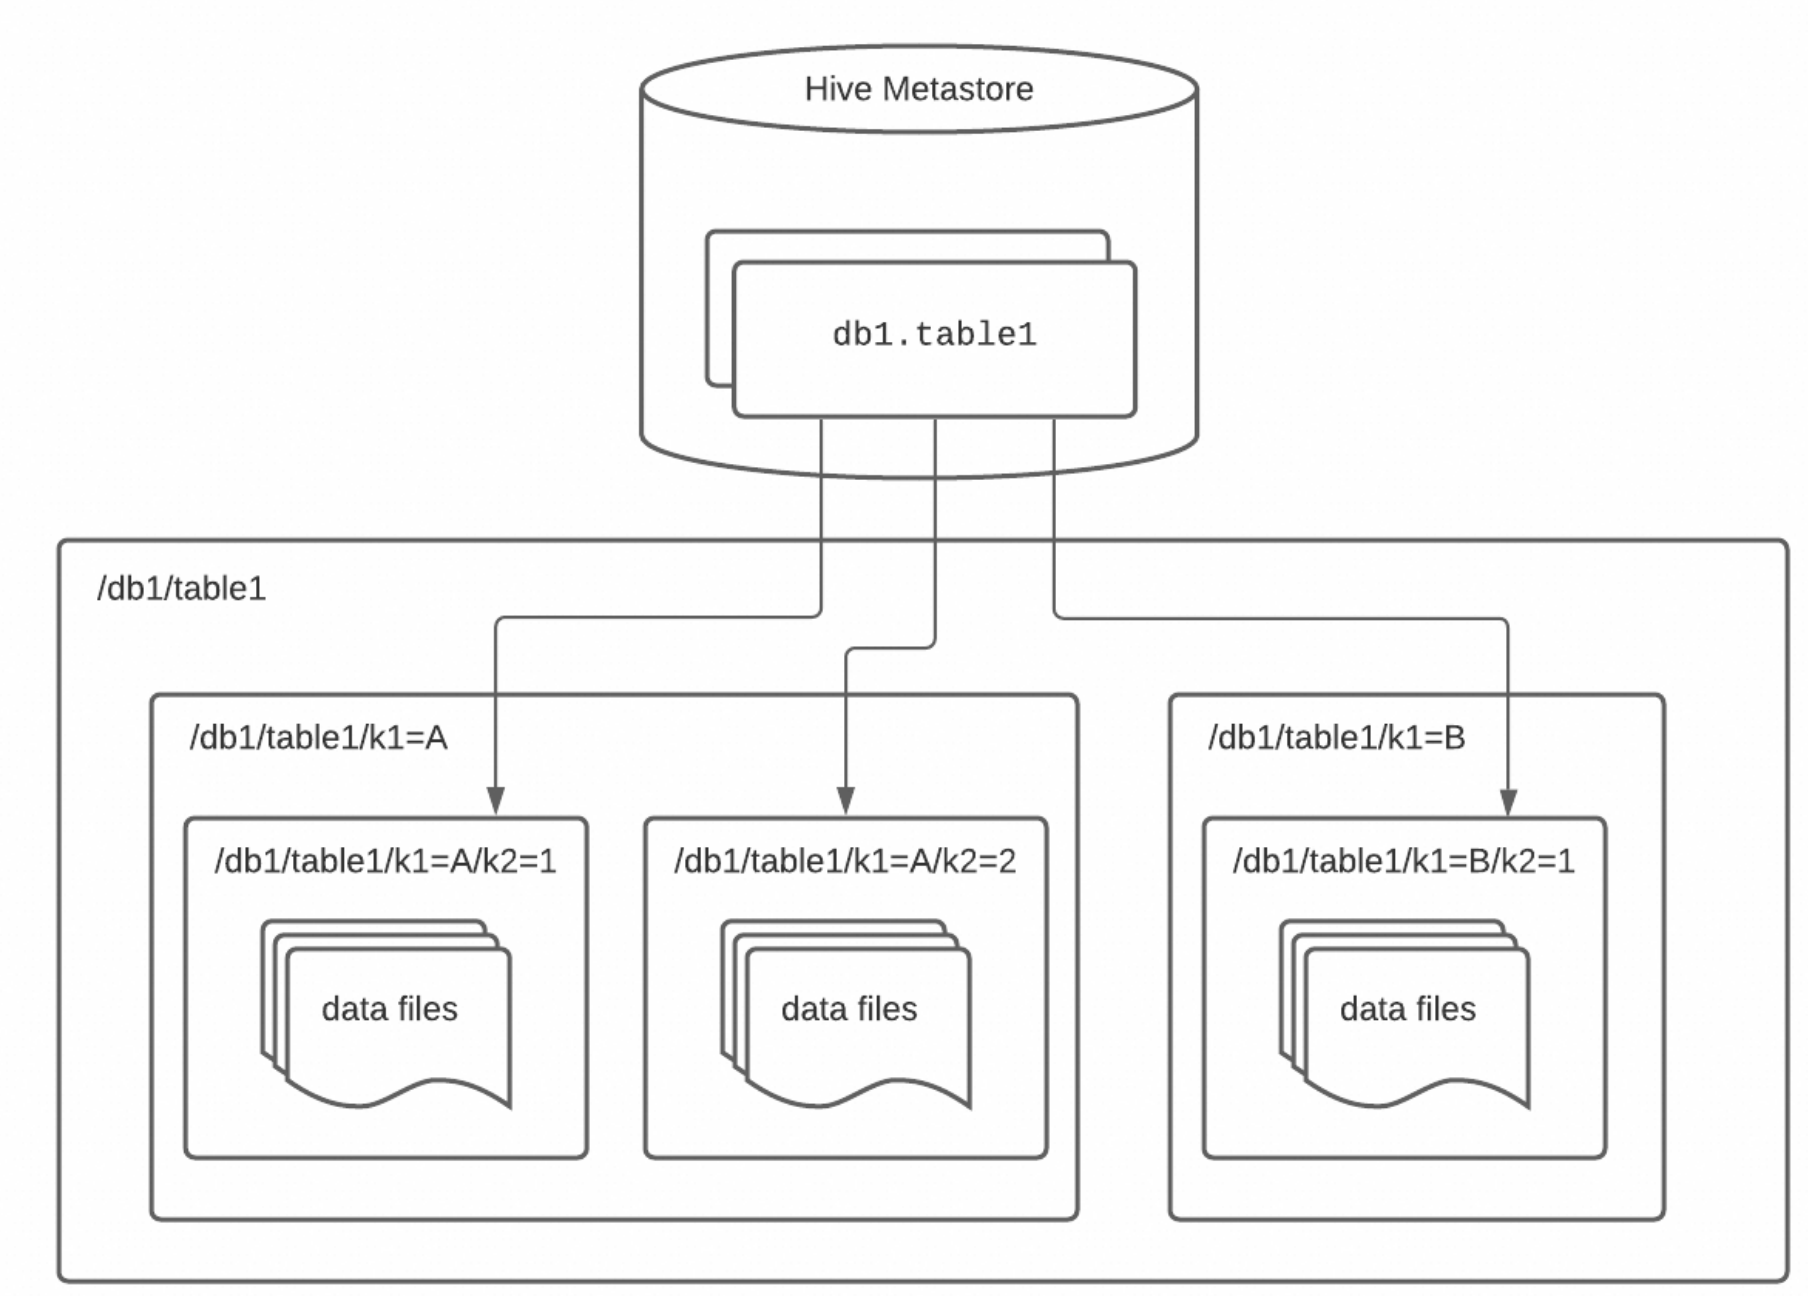 Hive Metastore
db1.table1
/db1/table1
/db1/table1/k1=A
/db1/table1/k1=B
/db1/table1/k1=A/k2=1
/db1/table1/k1=A/k2=2
/db1/table1/k1=B/k2=1
data files
data files
data files